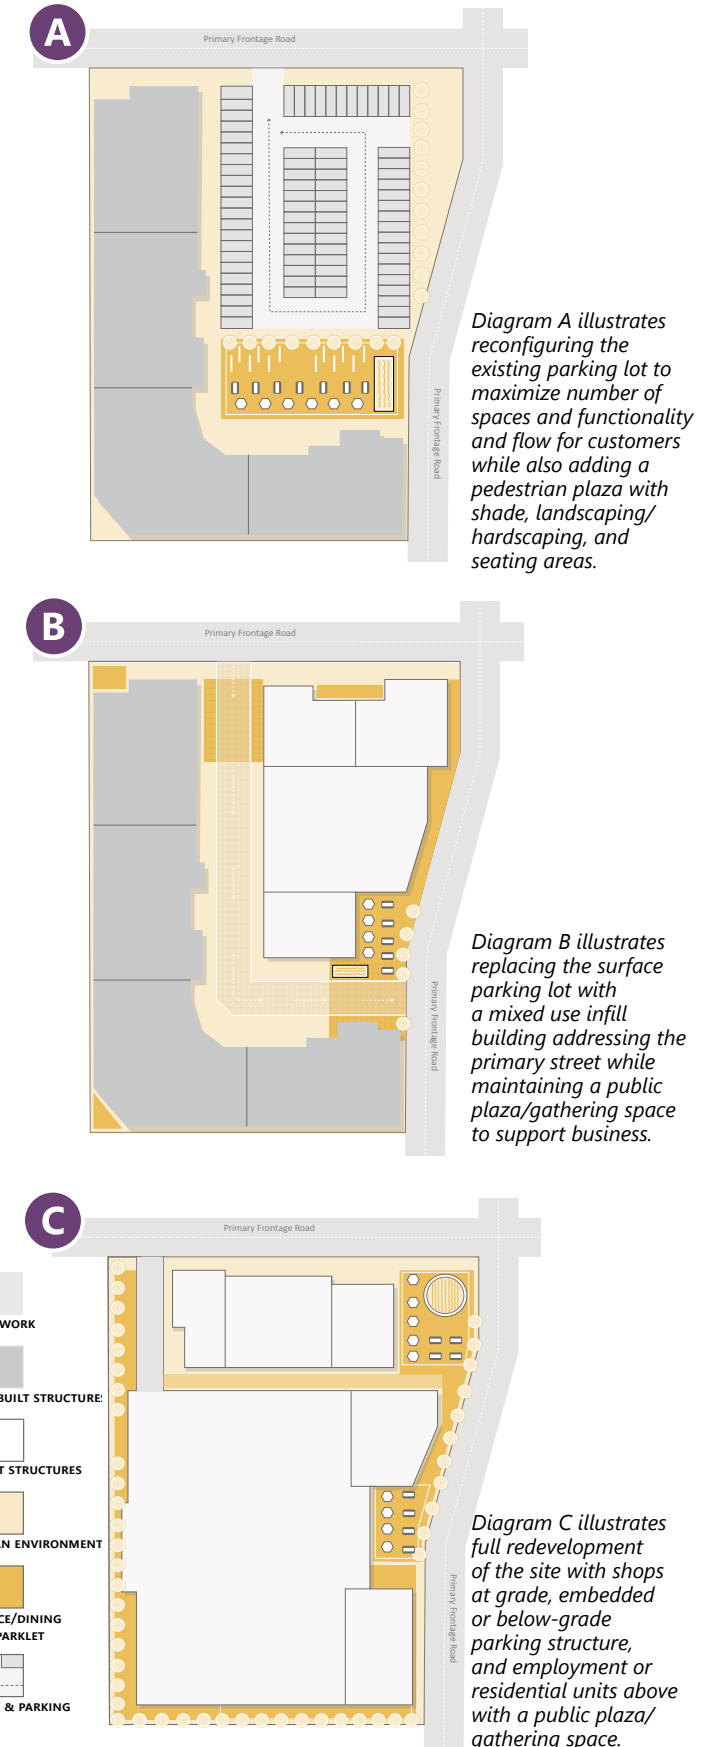 A
Primary Frontage Road
Primary Frontage Road
Diagram A illustrates
reconfiguring the
existing parking lot to
maximize number of
spaces and functionality
and flow for customers
while also adding a
pedestrian plaza with
shade, landscaping/
hardscaping, and
seating areas.
B
Primary Frontage Road
Primary Frontage Road
Diagram B illustrates
replacing the surface
parking lot with
a mixed use infill
building addressing the
primary street while
maintaining a public
plaza/gathering space
to support business.
C
Primary Frontage Road
Primary Frontage Road
WORK
BUILT STRUCTURES
T STRUCTURES
AN ENVIRONMENT
CE/DINING
PARKLET
& PARKING
Diagram C illustrates
full redevelopment
of the site with shops
at grade, embedded
or below-grade
parking structure,
and employment or
residential units above
with a public plaza/
gathering space.